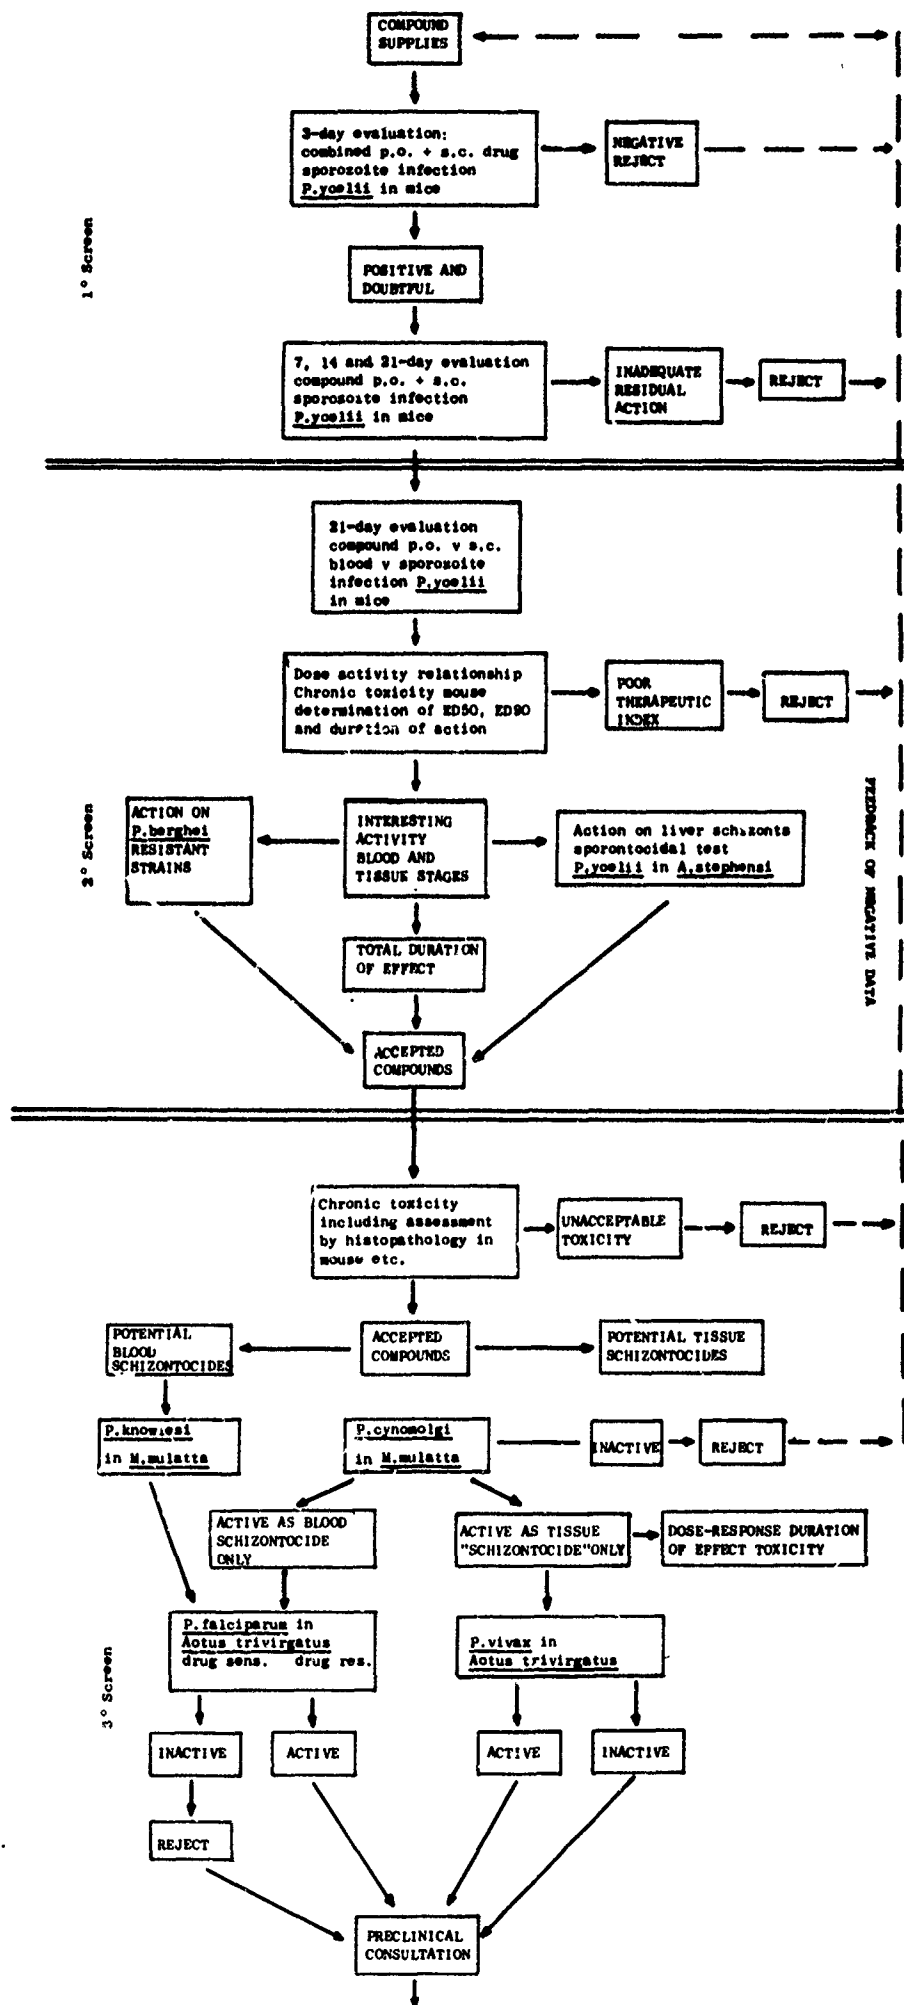 COMPOUND
SUPPLIES
3-day evaluation:
combined p.o. + s.c. drug
sporozoite infection
P.yoelii in mice
NEGATIVE
REJECT
1° Screen
POSITIVE AND
DOUBTFUL
7, 14 and 21-day evaluation
compound p.o. + s.c.
sporozoite infection
P.yoelii in mice
INADEQUATE
RESIDUAL
ACTION
REJECT
21-day evaluation
compound p.o. v s.c.
blood v sporozoite
infection P.yoelii
in mice
Dose activity relationship
Chronic toxicity mouse
determination of ED50, ED90
and duration of action
POOR
THERAPEUTIC
INDEX
REJECT
FEEDBACK OF NEGATIVE DATA
2° Screen
ACTION ON
P.berghei
RESISTANT
STRAINS
INTERESTING
ACTIVITY
BLOOD AND
TISSUE STAGES
Action on liver schizonts
sporontocidal test
P.yoelii in A.stephensi
TOTAL DURATION
OF EFFECT
ACCEPTED
COMPOUNDS
Chronic toxicity
including assessment
by histopathology in
mouse etc.
UNACCEPTABLE
TOXICITY
REJECT
POTENTIAL
BLOOD
SCHIZONTOCIDES
ACCEPTED
COMPOUNDS
POTENTIAL TISSUE
SCHIZONTOCIDES
P.knowlesi
in M.mulatta
P.cynomolgi
in M.mulatta
INACTIVE
REJECT
ACTIVE AS BLOOD
SCHIZONTOCIDE
ONLY
ACTIVE AS TISSUE
"SCHIZONTOCIDE"ONLY
DOSE-RESPONSE DURATION
OF EFFECT TOXICITY
3° Screen
P.falciparum in
Aotus trivirgatus
drug sens. drug res.
P.vivax in
Aotus trivirgatus
INACTIVE
ACTIVE
ACTIVE
INACTIVE
REJECT
PRECLINICAL
CONSULTATION